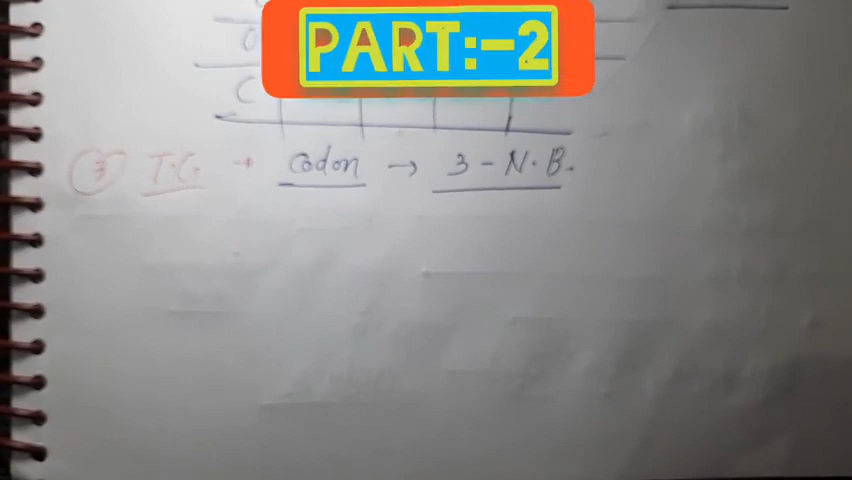 PART:-2
C
③ T.C. → Codon → 3 - N.B.